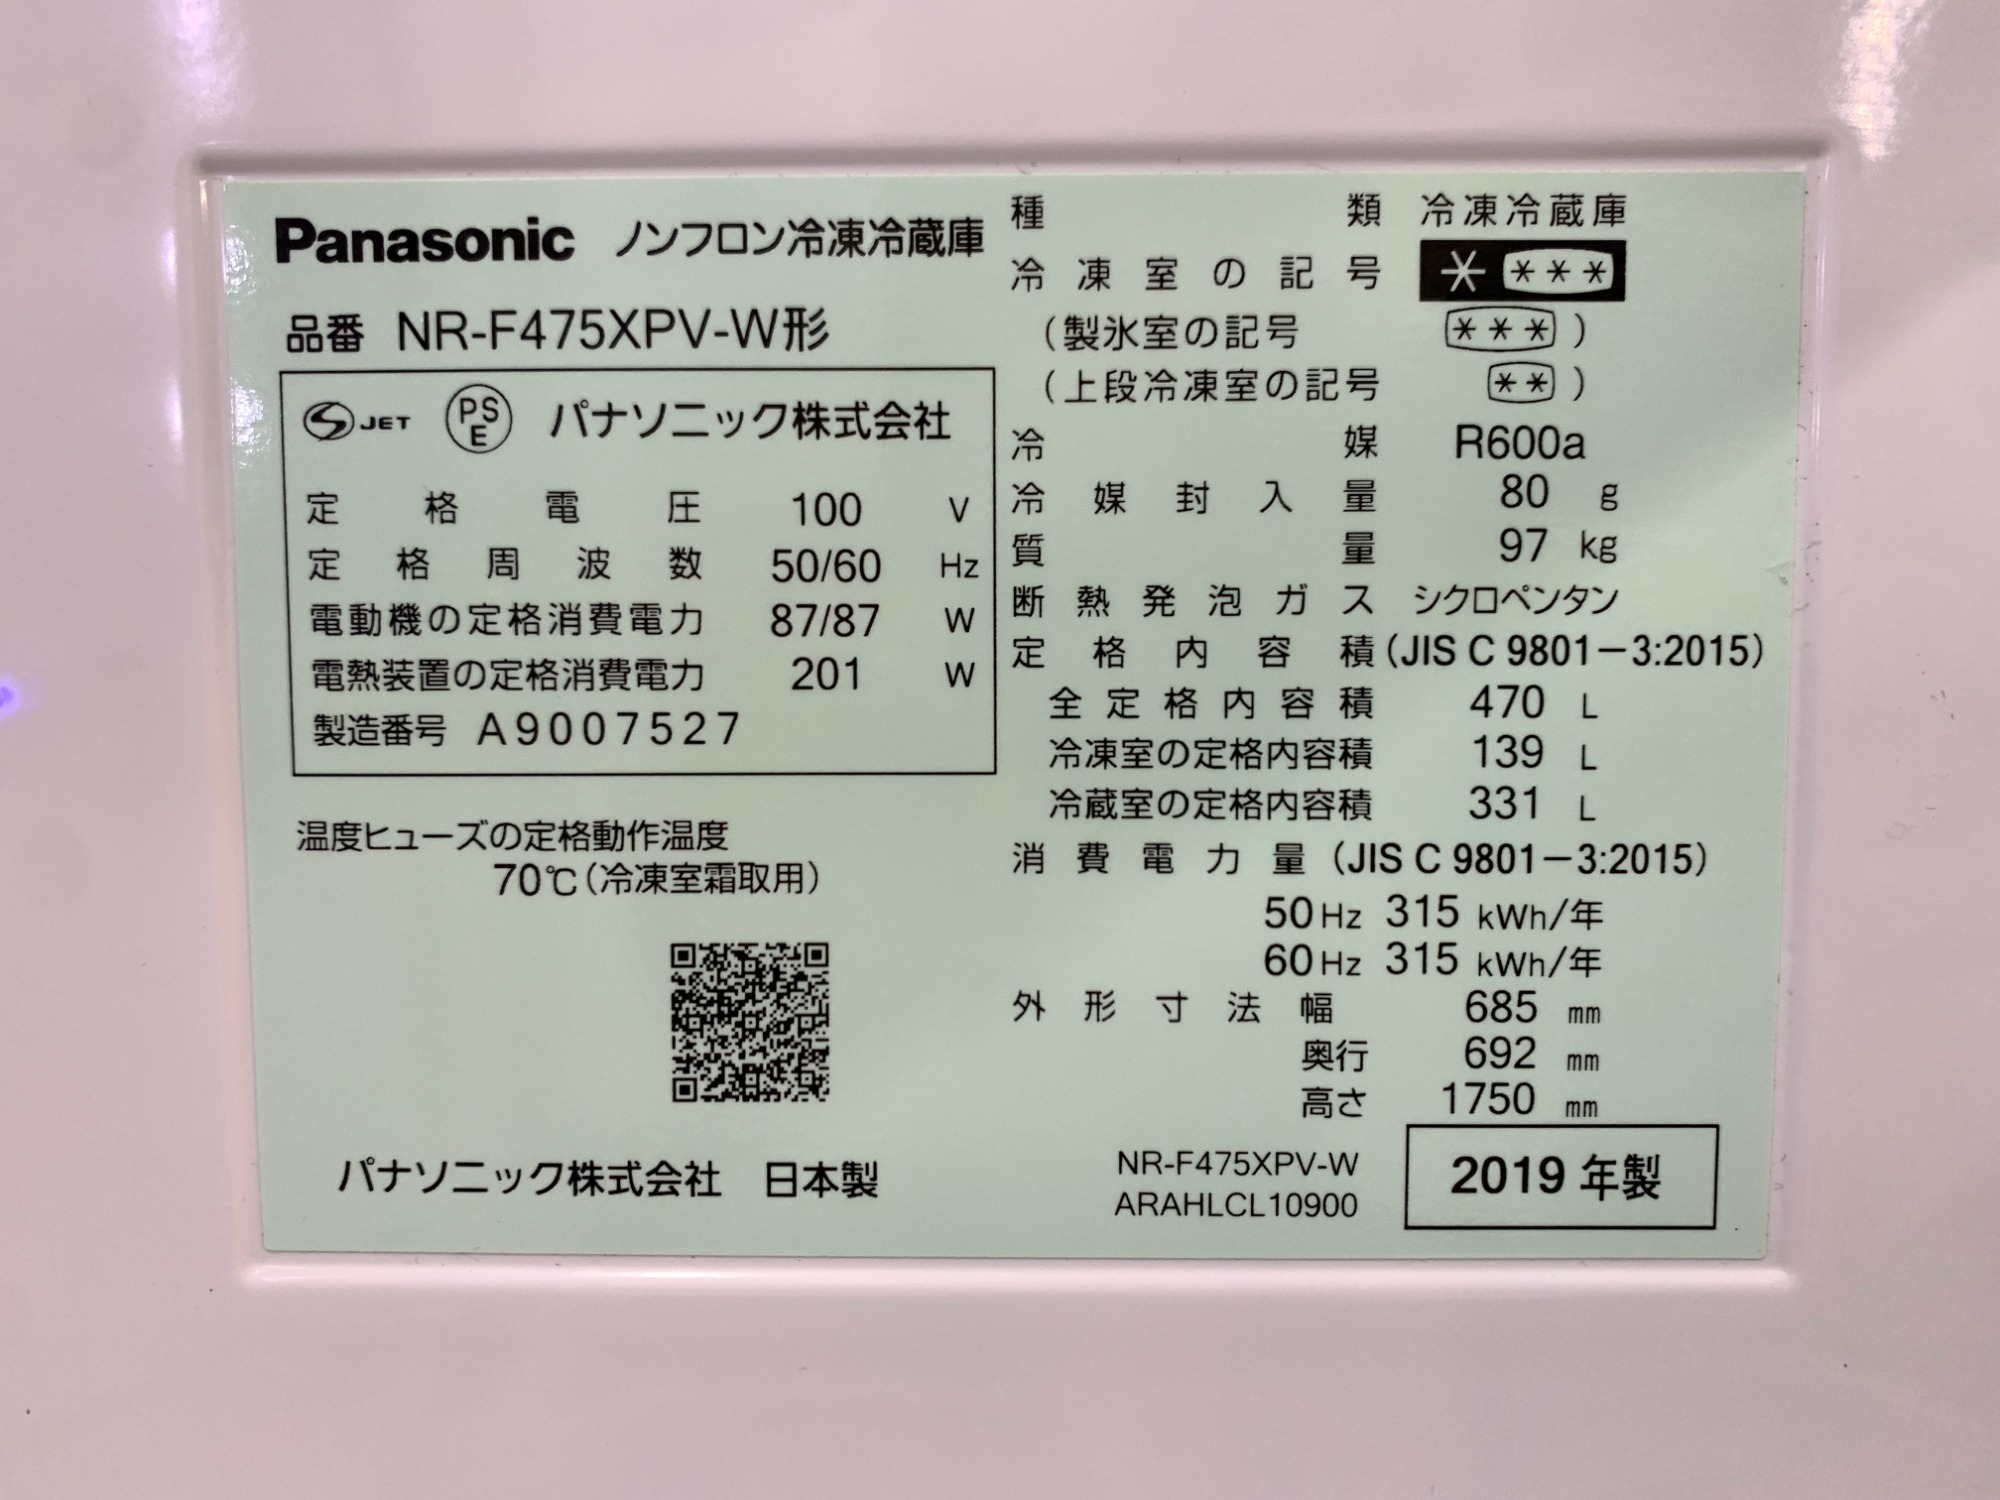 Panasonic ノンフロン冷凍冷蔵庫
品番 NR-F475XPV-W形
S JET PSE パナソニック株式会社
定格電圧 100 V
定格周波数 50/60 Hz
電動機の定格消費電力 87/87 W
電熱装置の定格消費電力 201 W
製造番号 A9007527
温度ヒューズの定格動作温度
70℃(冷凍室霜取用)
パナソニック株式会社 日本製
種類 冷凍冷蔵庫
冷凍室の記号 * ***
(製氷室の記号 ***)
(上段冷凍室の記号 **)
冷媒 R600a
冷媒封入量 80 g
質量 97 kg
断熱発泡ガス シクロペンタン
定格内容積(JIS C 9801-3:2015)
全定格内容積 470 L
冷凍室の定格内容積 139 L
冷蔵室の定格内容積 331 L
消費電力量(JIS C 9801-3:2015)
50Hz 315 kWh/年
60Hz 315 kWh/年
外形寸法幅 685 mm
奥行 692 mm
高さ 1750 mm
NR-F475XPV-W
ARAHLCL10900
2019年製